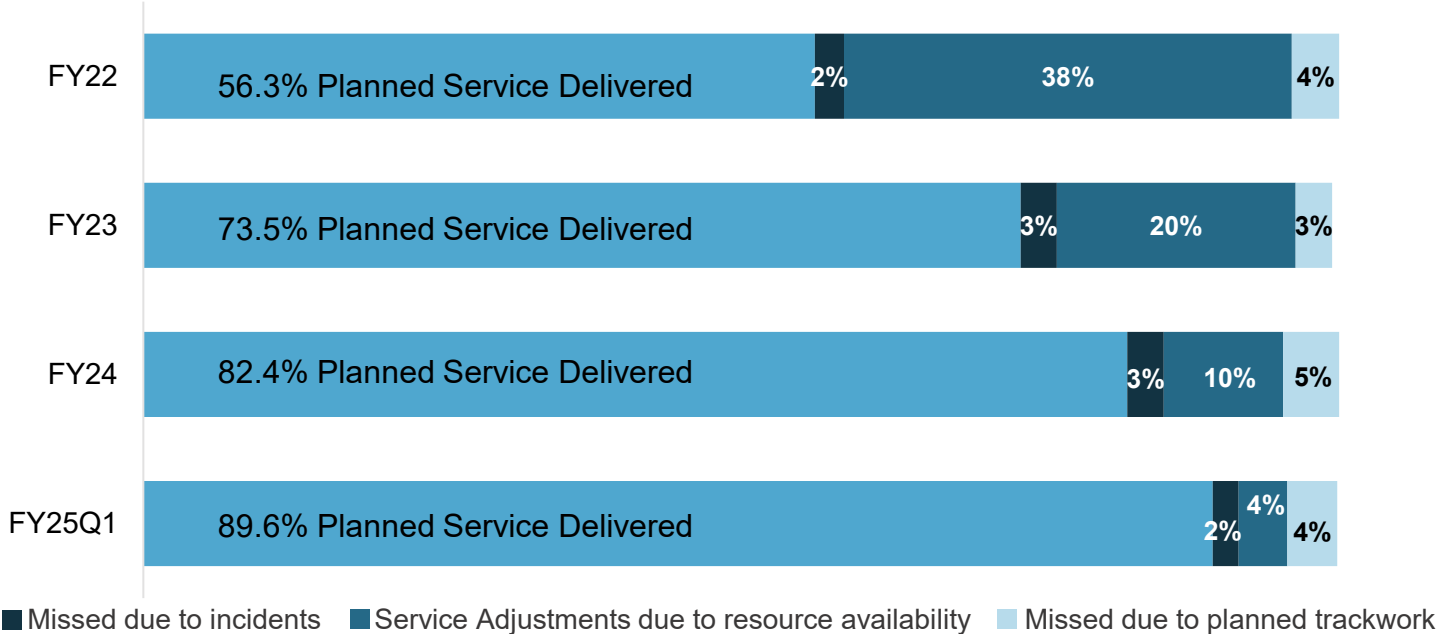 FY22
56.3% Planned Service Delivered
2%
38%
4%
FY23
73.5% Planned Service Delivered
3%
20%
3%
FY24
82.4% Planned Service Delivered
3%
10%
5%
FY25Q1
89.6% Planned Service Delivered
2%
4%
4%
Missed due to incidents
Service Adjustments due to resource availability
Missed due to planned trackwork